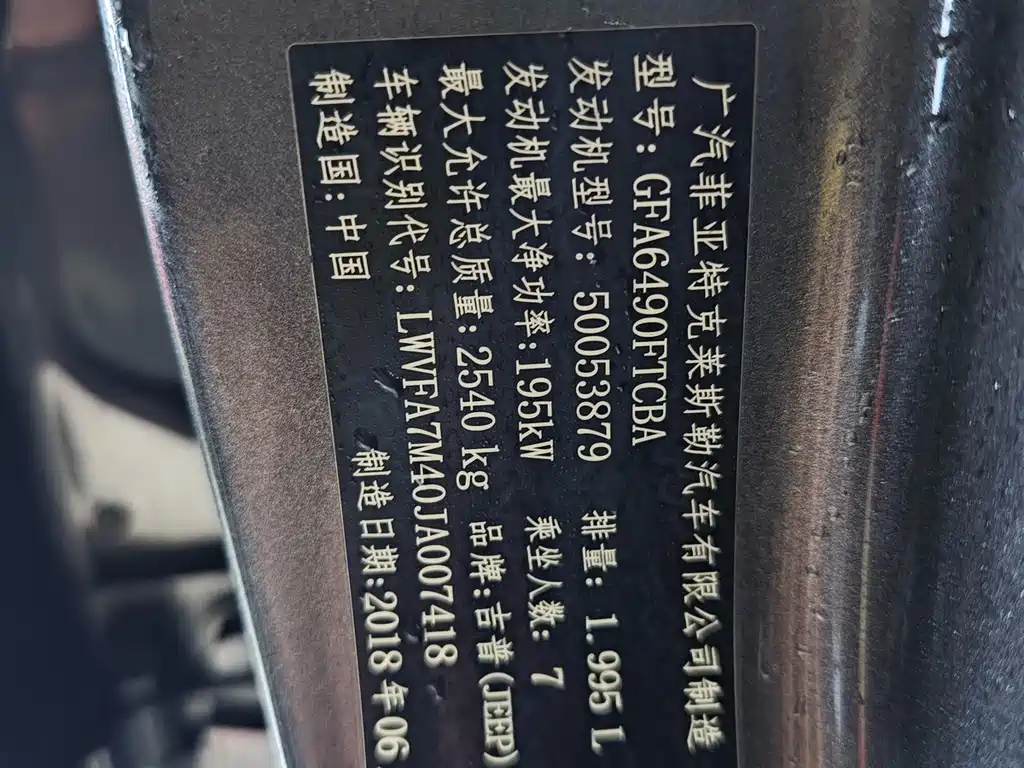 广汽菲亚特克莱斯勒汽车有限公司制造
型号:GFA6490FTCBA
发动机型号:50053879 排量:1.995L
发动机最大净功率:195kW 乘坐人数:7
最大允许总质量:2540kg 品牌:吉普(JEEP)
车辆识别代号:LWVFA7M40JA007418
制造国:中国 制造日期:2018年06